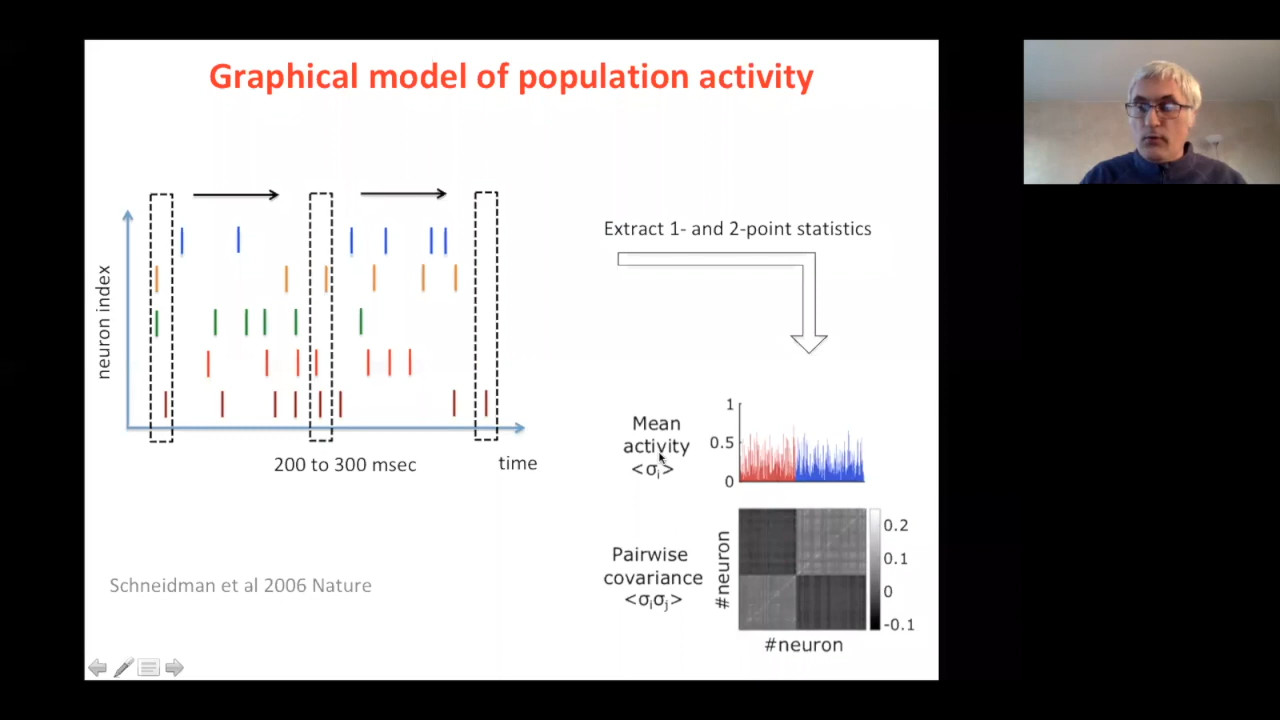 Graphical model of population activity
neuron index
200 to 300 msec
time
Schneidman et al 2006 Nature
Extract 1- and 2-point statistics
Mean
activity
<σi>
1
0.5
0
Pairwise
covariance
<σiσj>
#neuron
0.2
0.1
0
-0.1
#neuron